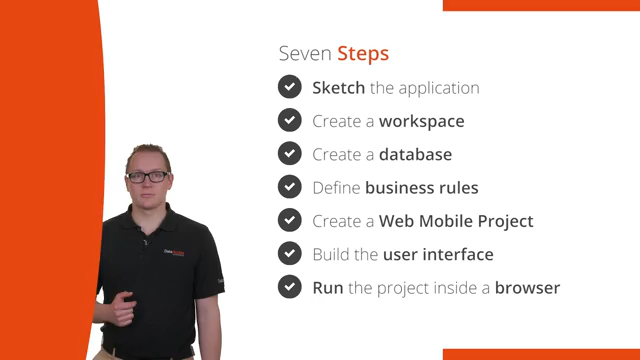 Seven Steps
Sketch the application
Create a workspace
Create a database
Define business rules
Create a Web Mobile Project
Build the user interface
Run the project inside a browser